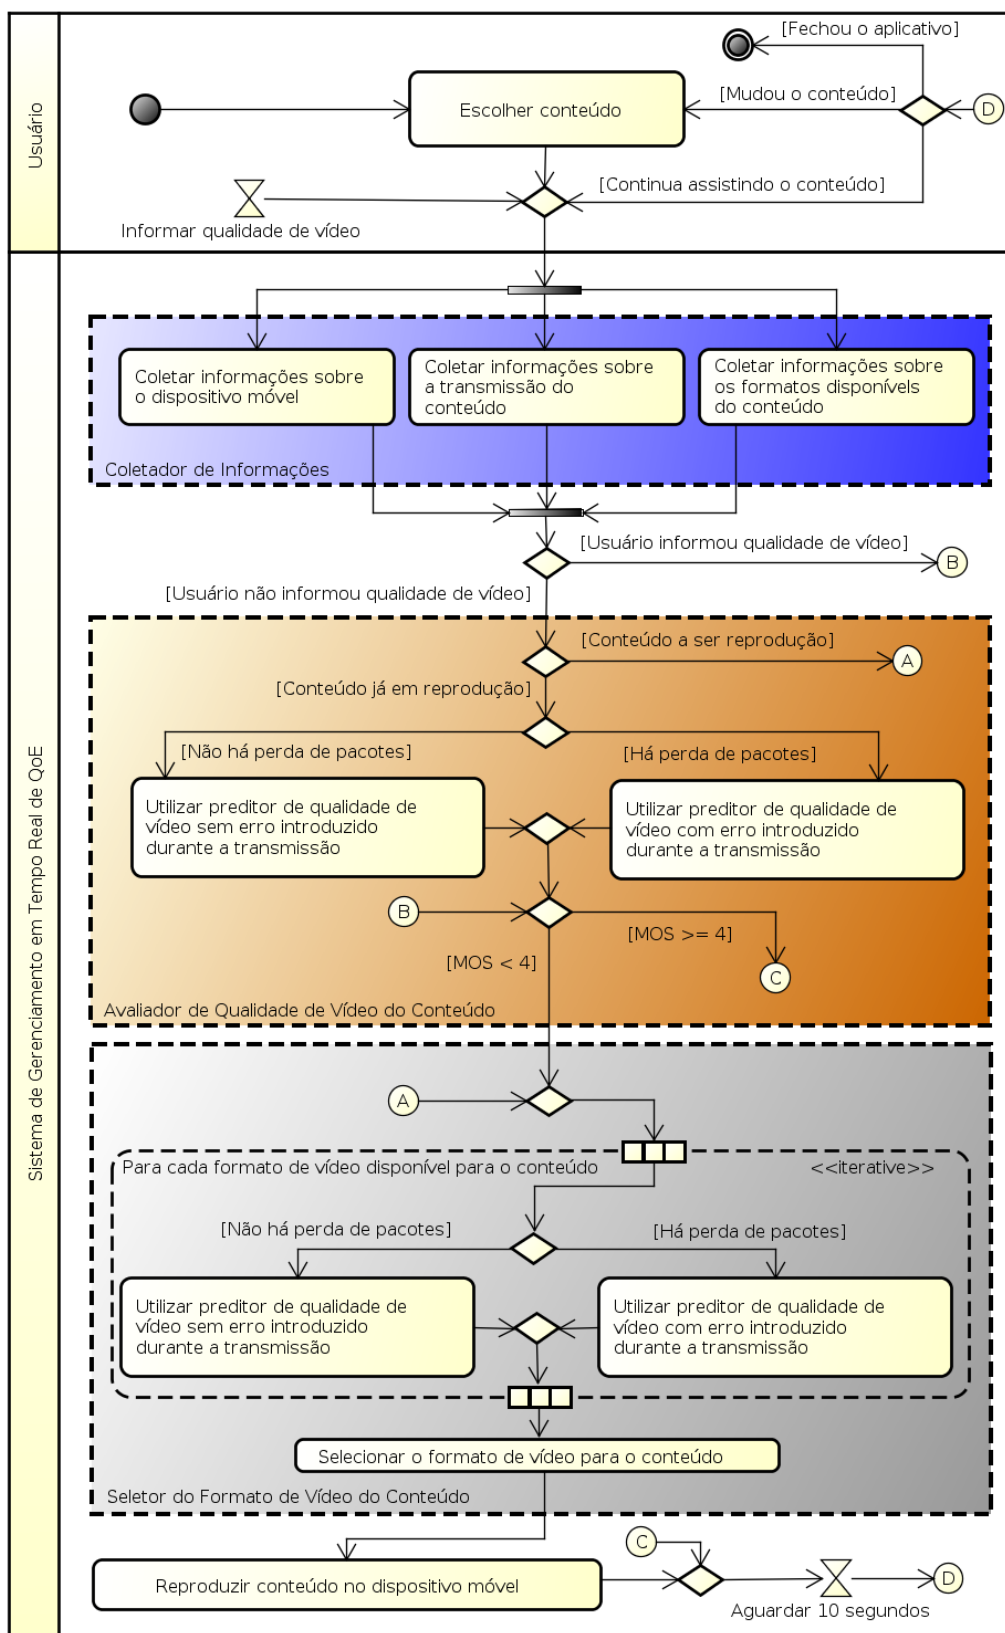 Usuário
[Fechou o aplicativo]
Escolher conteúdo
[Mudou o conteúdo]
D
[Continua assistindo o conteúdo]
Informar qualidade de vídeo
Sistema de Gerenciamento em Tempo Real de QoE
Coletar informações sobre
o dispositivo móvel
Coletar informações sobre
a transmissão do
conteúdo
Coletar informações sobre
os formatos disponívels
do conteúdo
Coletador de Informações
[Usuário informou qualidade de vídeo]
B
[Usuário não informou qualidade de vídeo]
[Conteúdo a ser reprodução]
A
[Conteúdo já em reprodução]
[Não há perda de pacotes]
[Há perda de pacotes]
Utilizar preditor de qualidade de
vídeo sem erro introduzido
durante a transmissão
Utilizar preditor de qualidade de
vídeo com erro introduzido
durante a transmissão
B
[MOS >= 4]
[MOS < 4]
C
Avaliador de Qualidade de Vídeo do Conteúdo
A
Para cada formato de vídeo disponível para o conteúdo
<<iterative>>
[Não há perda de pacotes]
[Há perda de pacotes]
Utilizar preditor de qualidade de
vídeo sem erro introduzido
durante a transmissão
Utilizar preditor de qualidade de
vídeo com erro introduzido
durante a transmissão
Selecionar o formato de vídeo para o conteúdo
Seletor do Formato de Vídeo do Conteúdo
C
Reproduzir conteúdo no dispositivo móvel
D
Aguardar 10 segundos